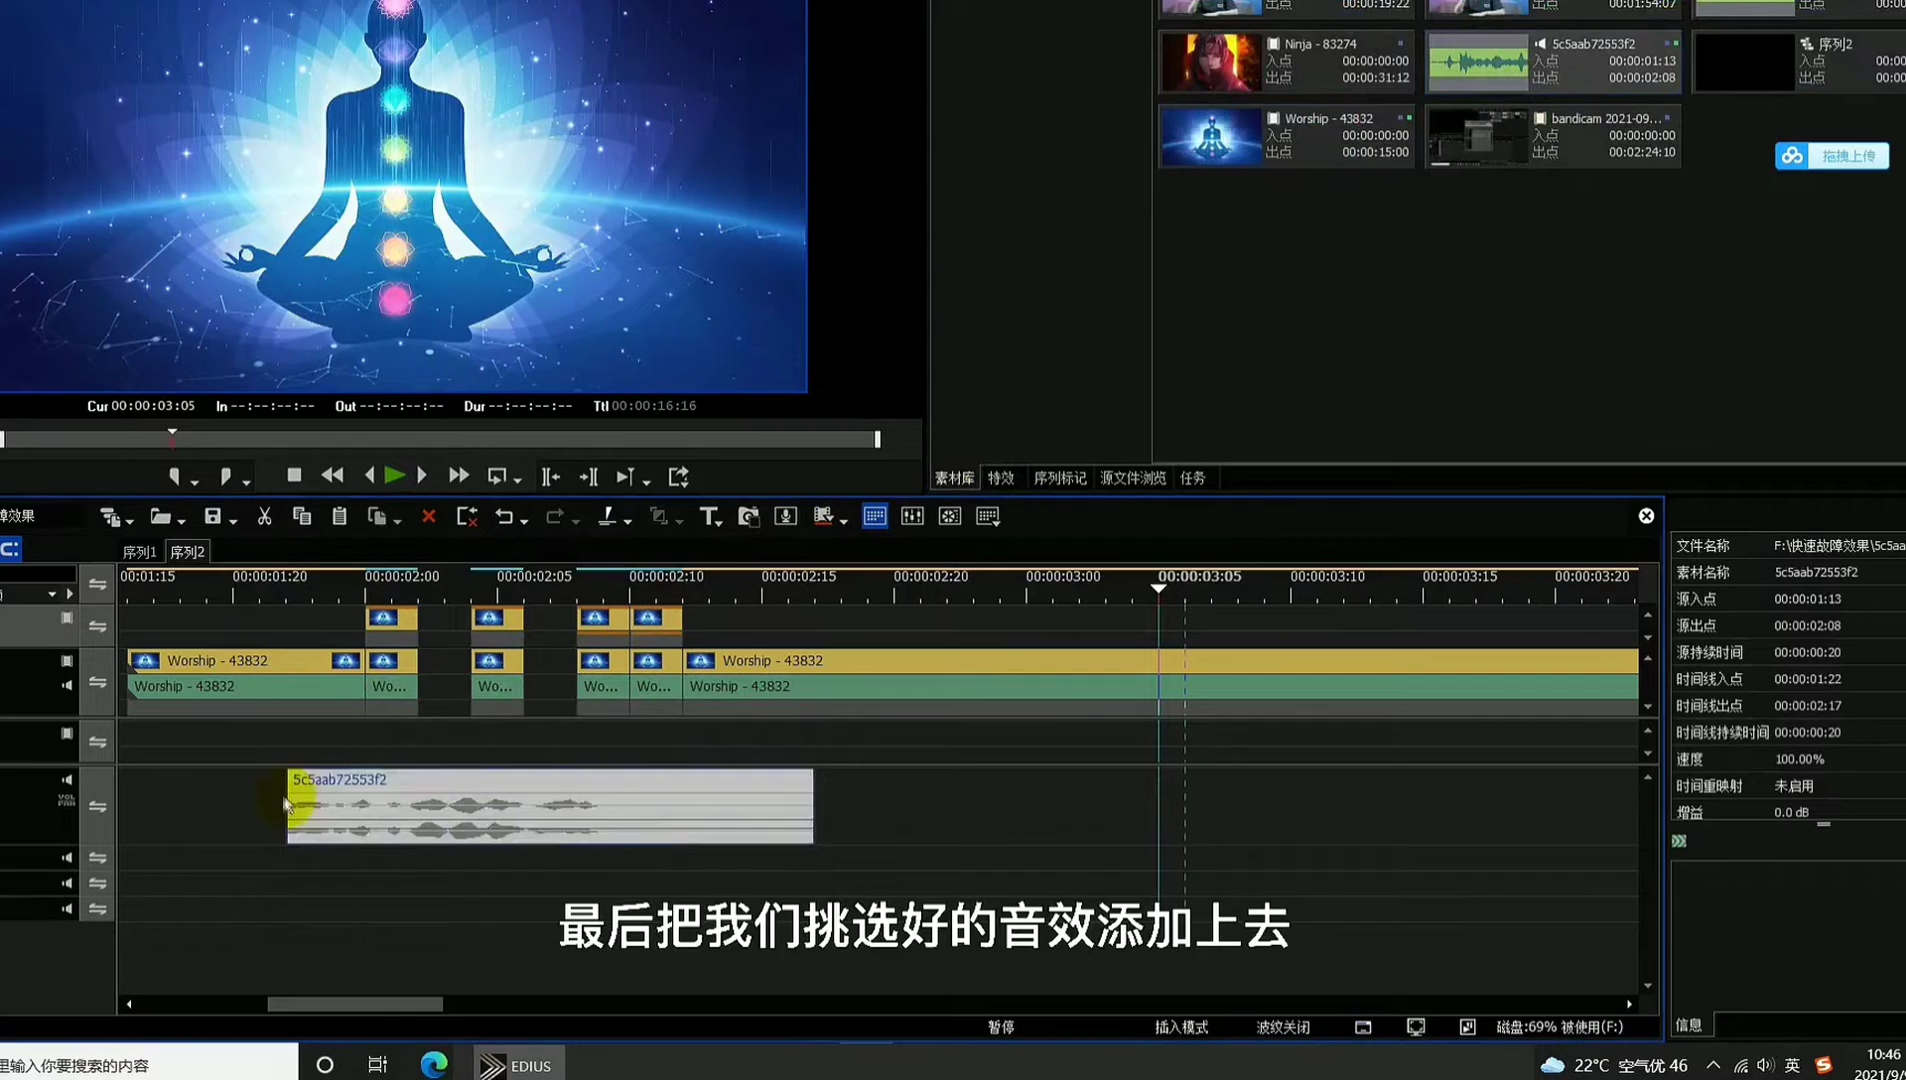 出点 00:00:19:22
出点 00:01:54:07
出点 00:00
Ninja - 83274
入点 00:00:00:00
出点 00:00:31:12
5c5aab72553f2
入点 00:00:01:13
出点 00:00:02:08
序列2
入点 00:00
出点 00:00
Worship - 43832
入点 00:00:00:00
出点 00:00:15:00
bandicam 2021-09...
入点 00:00:00:00
出点 00:02:24:10
拖拽上传
Cur 00:00:03:05 In --:--:--:-- Out --:--:--:-- Dur --:--:--:-- Ttl 00:00:16:16
素材库 特效 序列标记 源文件浏览 任务
障效果
序列1 序列2
00:01:15 00:00:01:20 00:00:02:00 00:00:02:05 00:00:02:10 00:00:02:15 00:00:02:20 00:00:03:00 00:00:03:05 00:00:03:10 00:00:03:15 00:00:03:20
Worship - 43832 Worship - 43832
Worship - 43832 Wo... Wo... Wo... Wo... Worship - 43832
5c5aab72553f2
VOL
PAN
文件名称 F:\快速故障效果\5c5aa
素材名称 5c5aab72553f2
源入点 00:00:01:13
源出点 00:00:02:08
源持续时间 00:00:00:20
时间线入点 00:00:01:22
时间线出点 00:00:02:17
时间线持续时间 00:00:00:20
速度 100.00%
时间重映射 未启用
增益 0.0 dB
最后把我们挑选好的音效添加上去
暂停 插入模式 波纹关闭 磁盘:69% 被使用(F:)
信息
里输入你要搜索的内容
EDIUS
22°C 空气优 46
英
10:46
2021/9/